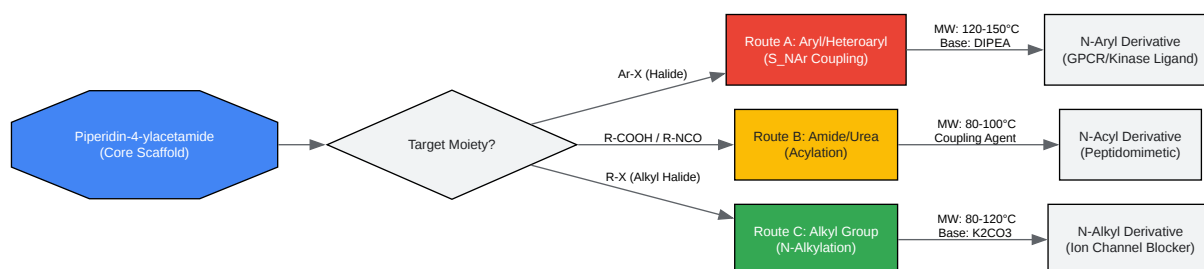 Piperidin-4-ylacetamide
(Core Scaffold)
Target Moiety?
Ar-X (Halide)
R-COOH / R-NCO
R-X (Alkyl Halide)
Route A: Aryl/Heteroaryl
(S_NAr Coupling)
MW: 120-150°C
Base: DIPEA
N-Aryl Derivative
(GPCR/Kinase Ligand)
Route B: Amide/Urea
(Acylation)
MW: 80-100°C
Coupling Agent
N-Acyl Derivative
(Peptidomimetic)
Route C: Alkyl Group
(N-Alkylation)
MW: 80-120°C
Base: K2CO3
N-Alkyl Derivative
(Ion Channel Blocker)